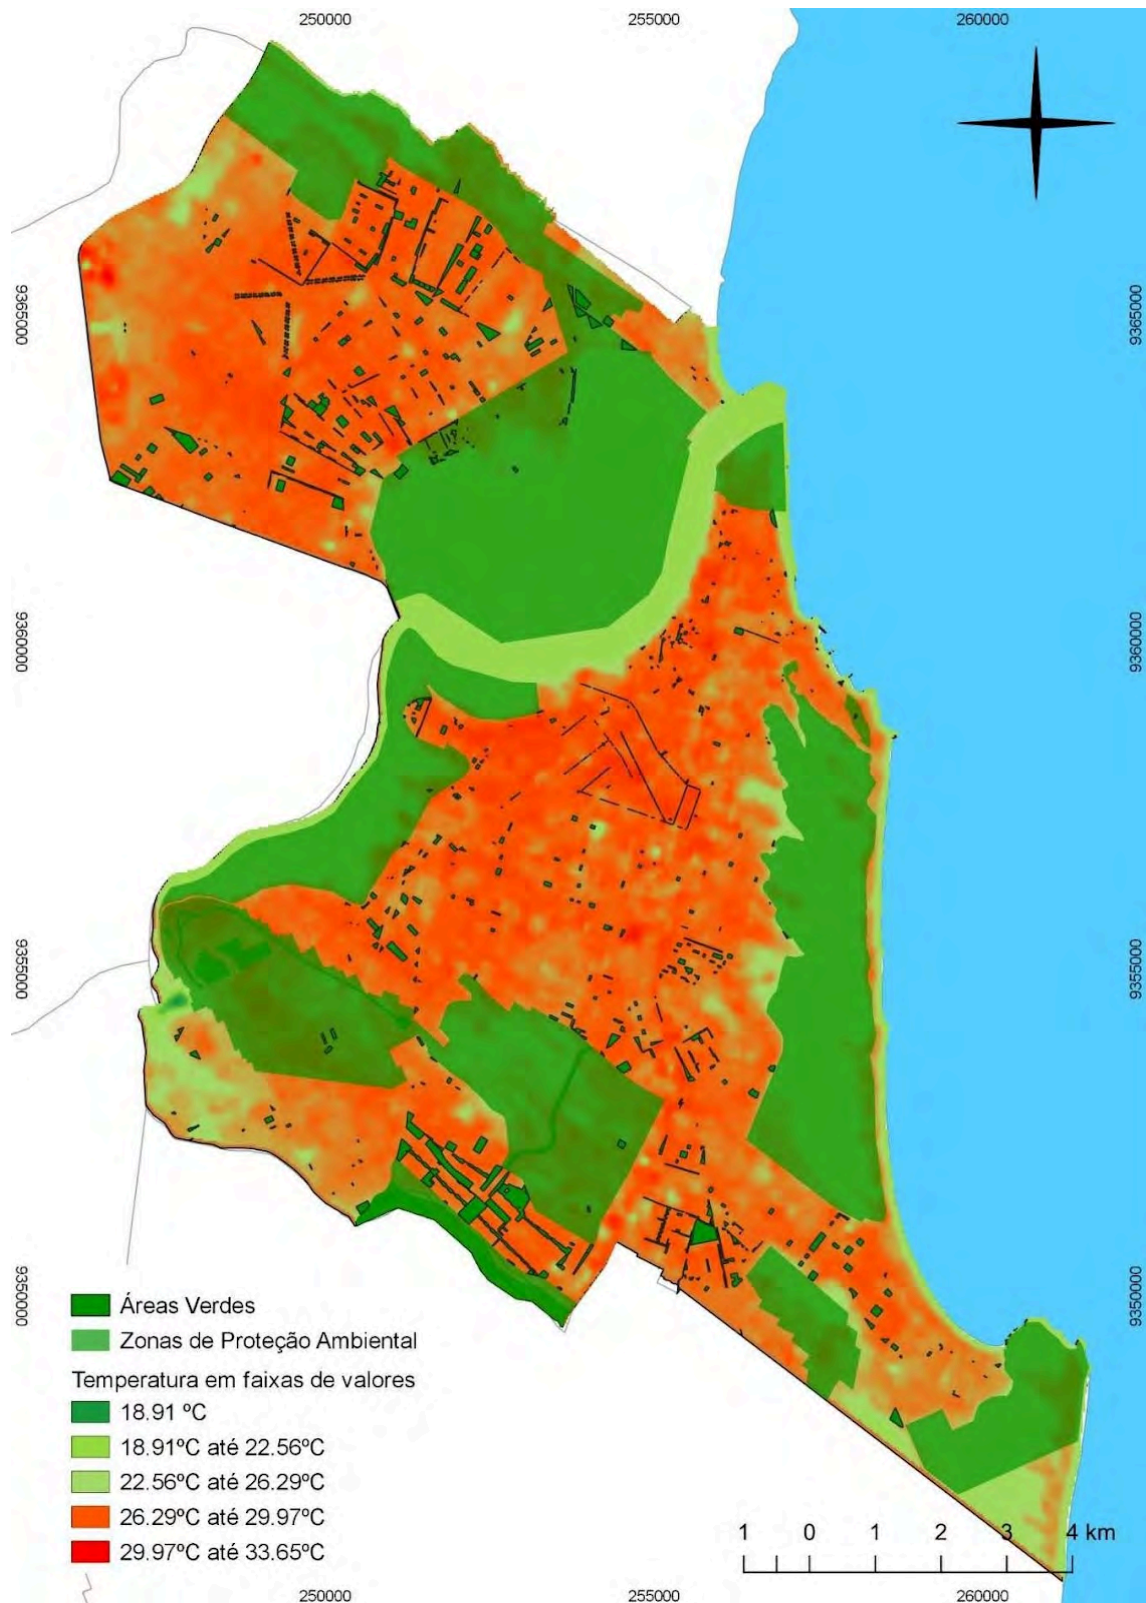 250000 255000 260000
9365000 9365000
9360000 9360000
9355000 9355000
9350000 9350000
Áreas Verdes
Zonas de Proteção Ambiental
Temperatura em faixas de valores
18.91 ºC
18.91ºC até 22.56ºC
22.56ºC até 26.29ºC
26.29ºC até 29.97ºC
29.97ºC até 33.65ºC
1 0 1 2 3 4 km
250000 255000 260000